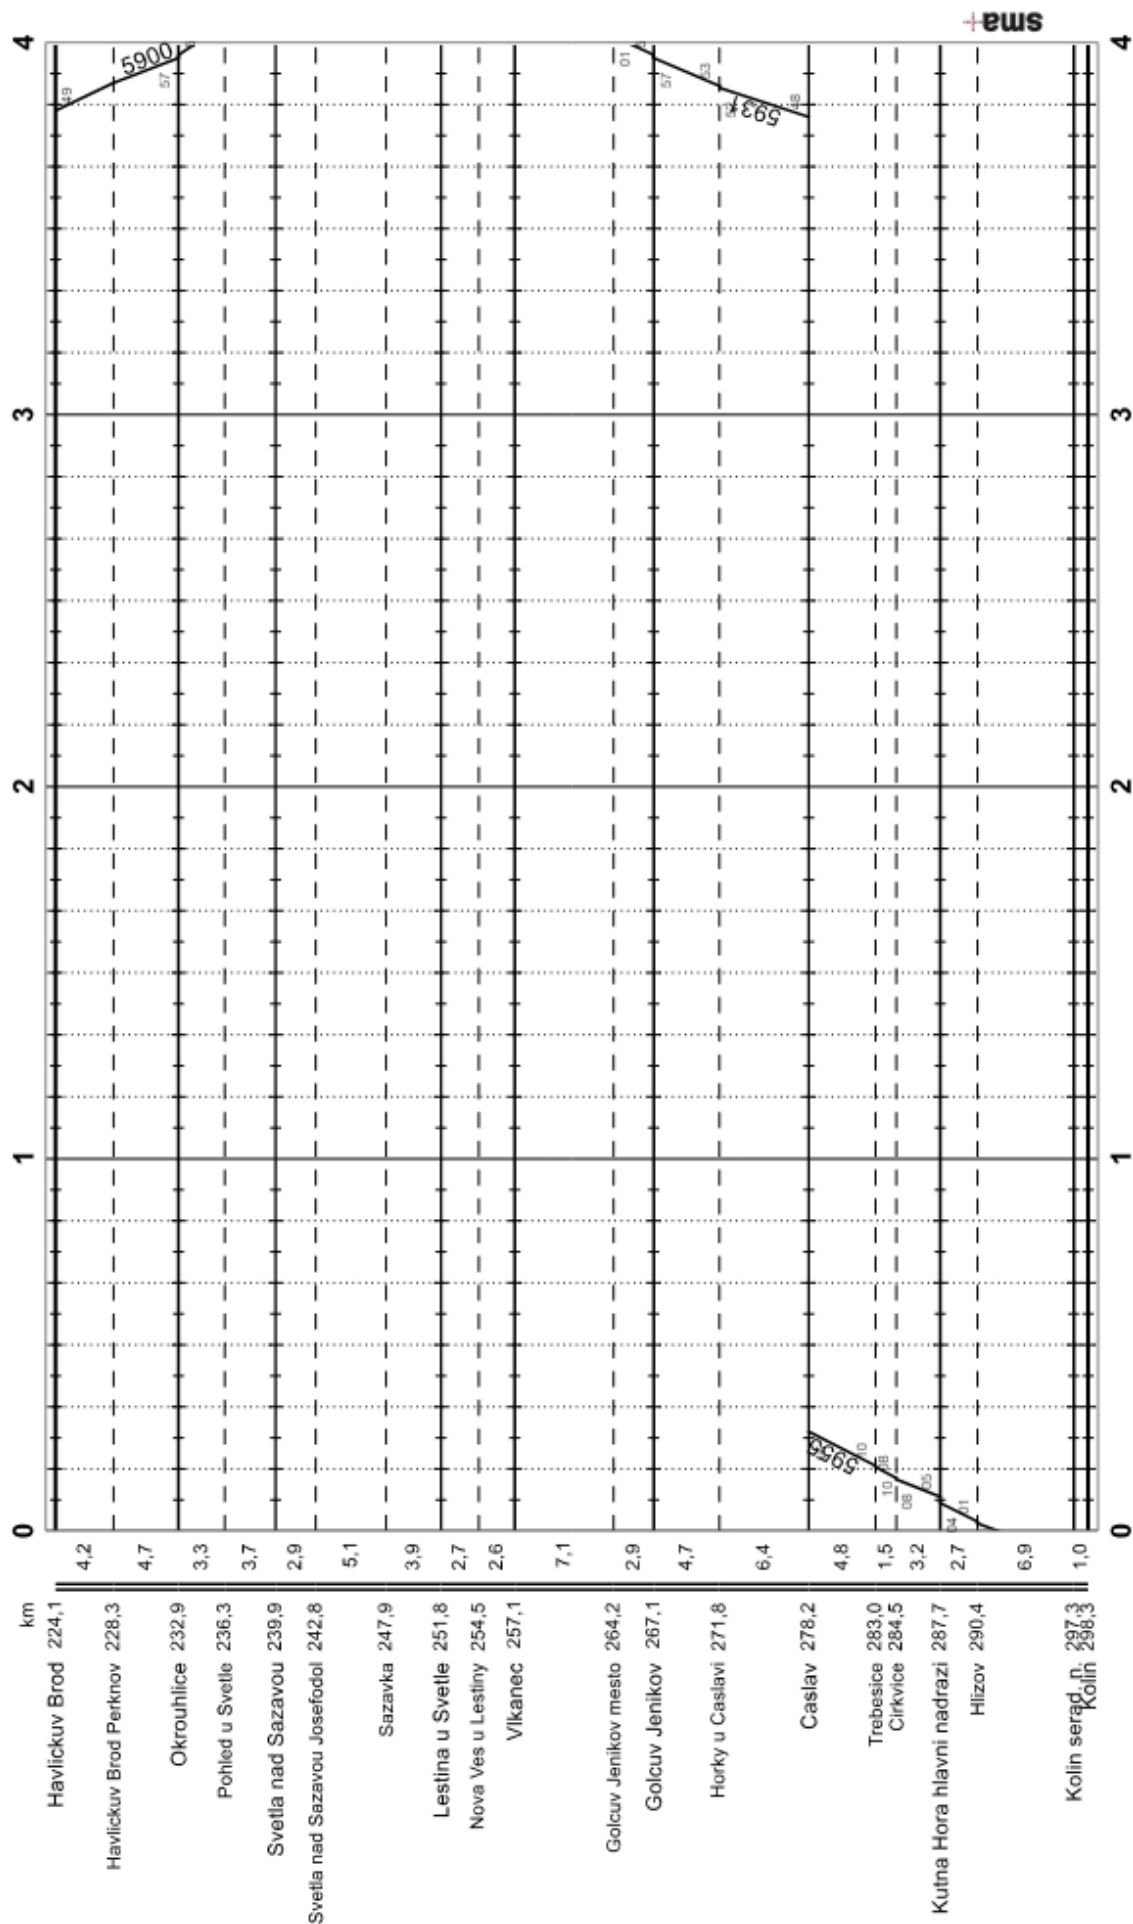 km
Havlickuv Brod 224,1
4,2
Havlickuv Brod Perknov 228,3
4,7
Okrouhlice 232,9
3,3
Pohled u Svetle 236,3
3,7
Svetla nad Sazavou 239,9
2,9
Svetla nad Sazavou Josefodol 242,8
5,1
Sazavka 247,9
3,9
Lestina u Svetle 251,8
2,7
Nova Ves u Lestiny 254,5
2,6
Vlkanec 257,1
7,1
Golcuv Jenikov mesto 264,2
2,9
Golcuv Jenikov 267,1
4,7
Horky u Caslavi 271,8
6,4
Caslav 278,2
4,8
Trebesice 283,0
1,5
Cirkvice 284,5
3,2
Kutna Hora hlavni nadrazi 287,7
2,7
Hlizov 290,4
6,9
Kolin serad. n. 297,3
1,0
Kolin 298,3
0
1
2
3
4
0
1
2
3
4
49
5900
57
01
57
53
5931
48
5955
10
08
10
08
05
04
01
sma